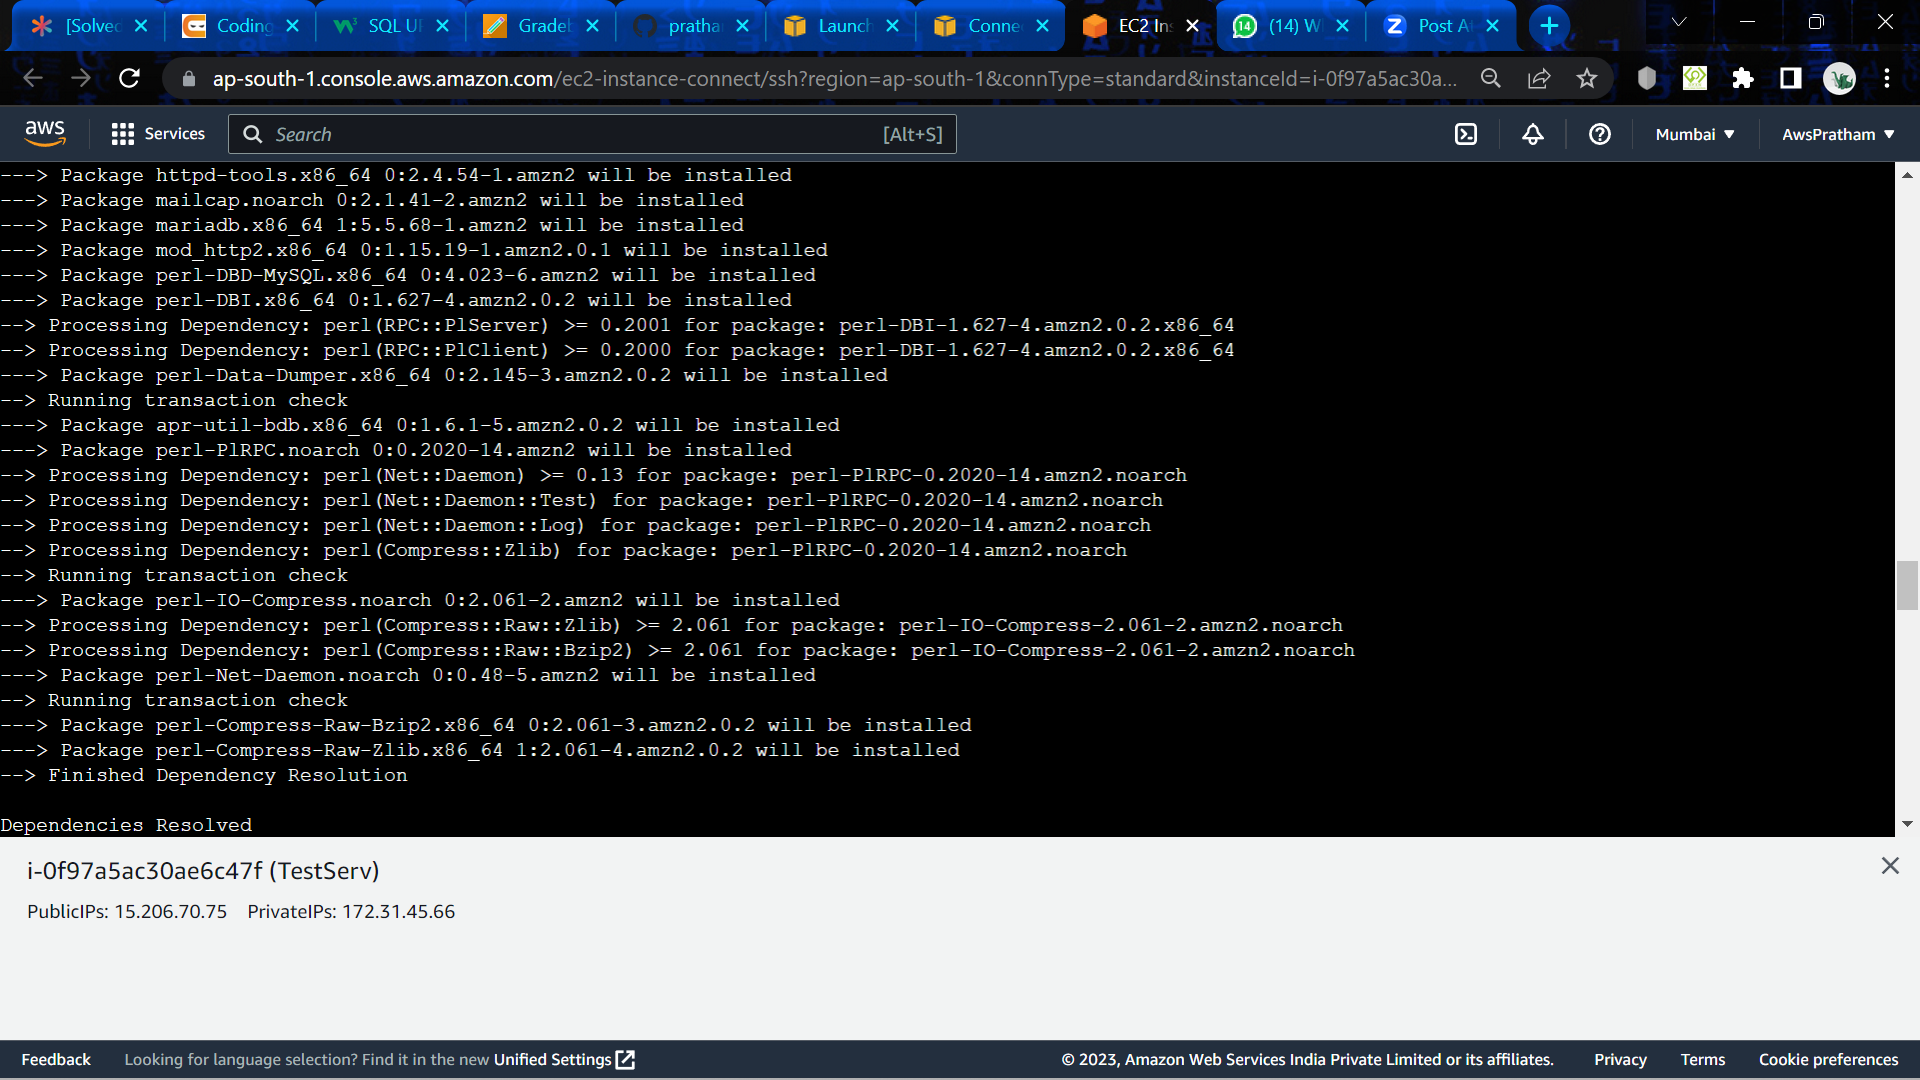 [Solved
Coding
SQL U
Gradeb
pratha
Launch
Conne
EC2 Ins
(14) W
Post A
ap-south-1.console.aws.amazon.com/ec2-instance-connect/ssh?region=ap-south-1&connType=standard&instanceId=i-0f97a5ac30a...
aws
Services
Search
[Alt+S]
Mumbai
AwsPratham
---> Package httpd-tools.x86_64 0:2.4.54-1.amzn2 will be installed
---> Package mailcap.noarch 0:2.1.41-2.amzn2 will be installed
---> Package mariadb.x86_64 1:5.5.68-1.amzn2 will be installed
---> Package mod_http2.x86_64 0:1.15.19-1.amzn2.0.1 will be installed
---> Package perl-DBD-MySQL.x86_64 0:4.023-6.amzn2 will be installed
---> Package perl-DBI.x86_64 0:1.627-4.amzn2.0.2 will be installed
--> Processing Dependency: perl(RPC::PlServer) >= 0.2001 for package: perl-DBI-1.627-4.amzn2.0.2.x86_64
--> Processing Dependency: perl(RPC::PlClient) >= 0.2000 for package: perl-DBI-1.627-4.amzn2.0.2.x86_64
---> Package perl-Data-Dumper.x86_64 0:2.145-3.amzn2.0.2 will be installed
--> Running transaction check
---> Package apr-util-bdb.x86_64 0:1.6.1-5.amzn2.0.2 will be installed
---> Package perl-PlRPC.noarch 0:0.2020-14.amzn2 will be installed
--> Processing Dependency: perl(Net::Daemon) >= 0.13 for package: perl-PlRPC-0.2020-14.amzn2.noarch
--> Processing Dependency: perl(Net::Daemon::Test) for package: perl-PlRPC-0.2020-14.amzn2.noarch
--> Processing Dependency: perl(Net::Daemon::Log) for package: perl-PlRPC-0.2020-14.amzn2.noarch
--> Processing Dependency: perl(Compress::Zlib) for package: perl-PlRPC-0.2020-14.amzn2.noarch
--> Running transaction check
---> Package perl-IO-Compress.noarch 0:2.061-2.amzn2 will be installed
--> Processing Dependency: perl(Compress::Raw::Zlib) >= 2.061 for package: perl-IO-Compress-2.061-2.amzn2.noarch
--> Processing Dependency: perl(Compress::Raw::Bzip2) >= 2.061 for package: perl-IO-Compress-2.061-2.amzn2.noarch
---> Package perl-Net-Daemon.noarch 0:0.48-5.amzn2 will be installed
--> Running transaction check
---> Package perl-Compress-Raw-Bzip2.x86_64 0:2.061-3.amzn2.0.2 will be installed
---> Package perl-Compress-Raw-Zlib.x86_64 1:2.061-4.amzn2.0.2 will be installed
--> Finished Dependency Resolution
Dependencies Resolved
i-0f97a5ac30ae6c47f (TestServ)
PublicIPs: 15.206.70.75 PrivateIPs: 172.31.45.66
Feedback
Looking for language selection? Find it in the new Unified Settings
© 2023, Amazon Web Services India Private Limited or its affiliates.
Privacy
Terms
Cookie preferences